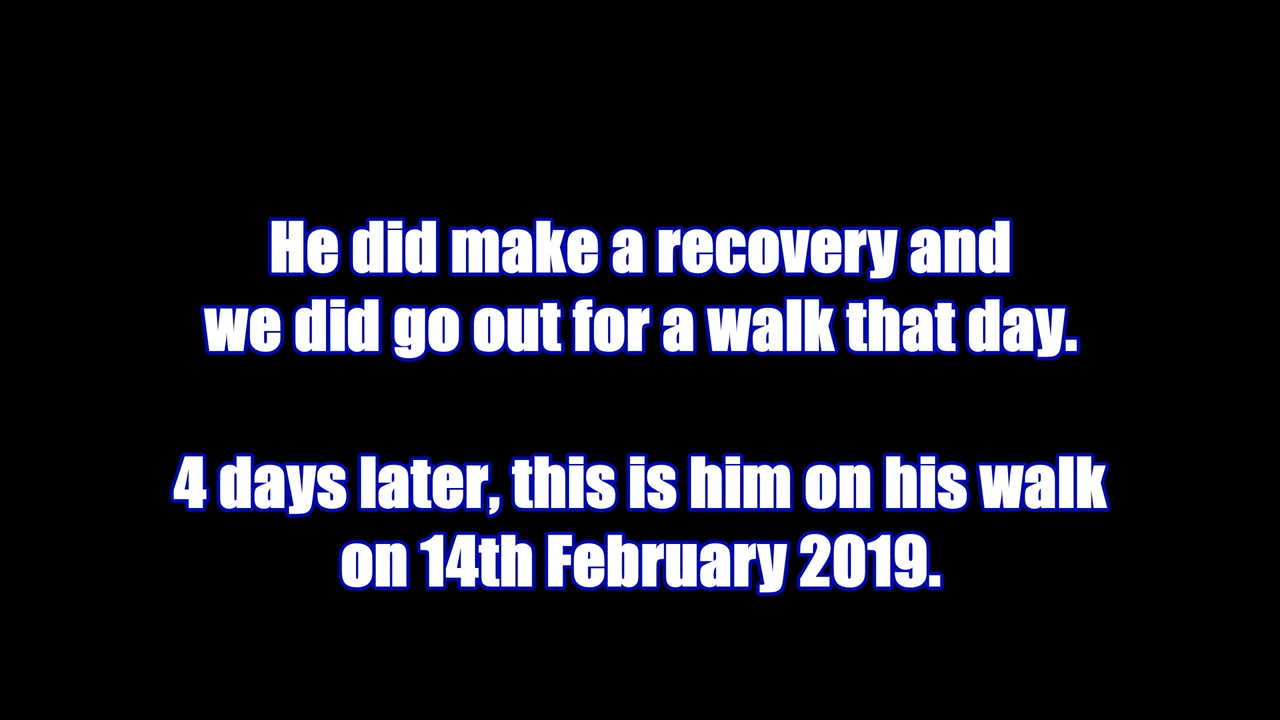 He did make a recovery and
we did go out for a walk that day.
4 days later, this is him on his walk
on 14th February 2019.